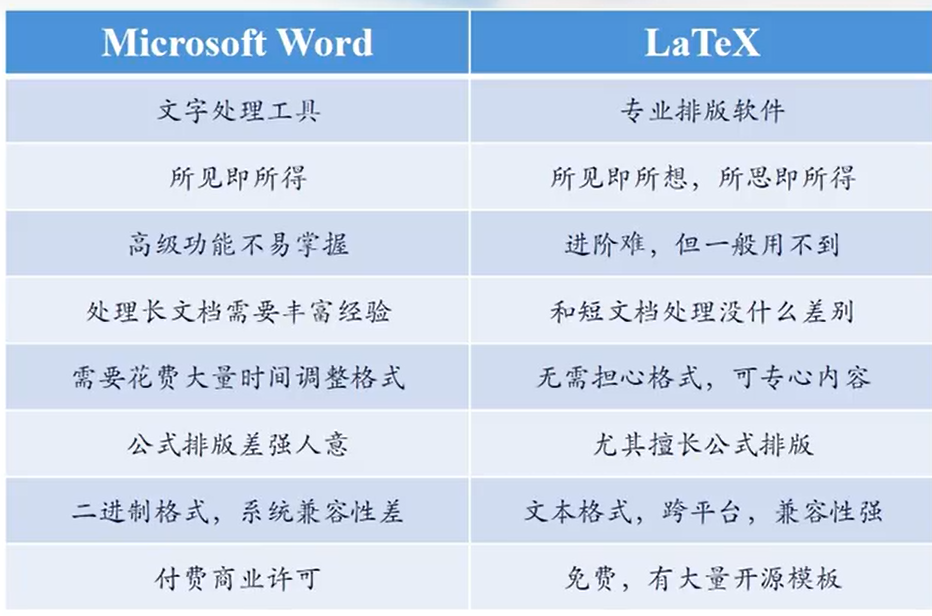 Microsoft Word LaTeX
文字处理工具 专业排版软件
所见即所得 所见即所想，所思即所得
高级功能不易掌握 进阶难，但一般用不到
处理长文档需要丰富经验 和短文档处理没什么差别
需要花费大量时间调整格式 无需担心格式，可专心内容
公式排版差强人意 尤其擅长公式排版
二进制格式，系统兼容性差 文本格式，跨平台，兼容性强
付费商业许可 免费，有大量开源模板